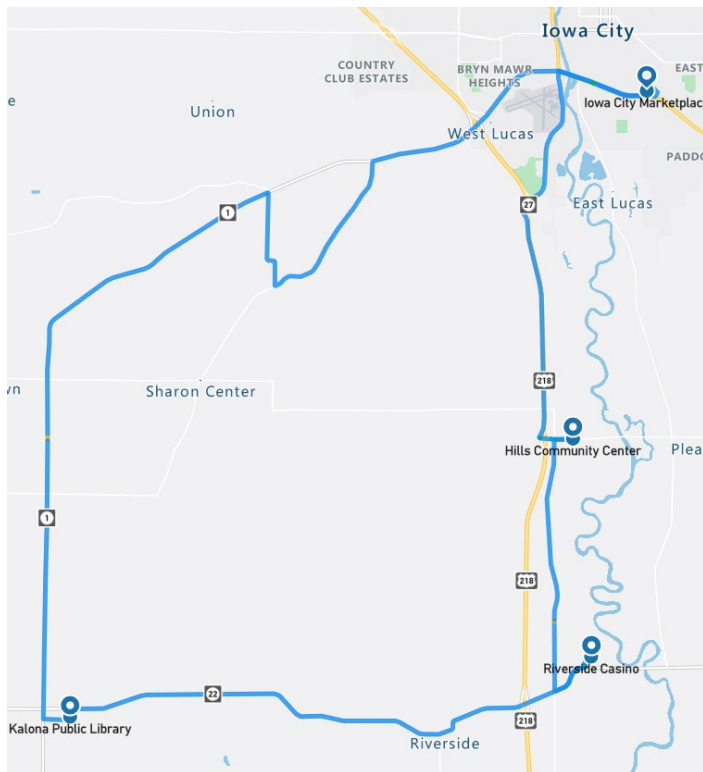 Iowa City
COUNTRY
CLUB ESTATES
BRYN MAWR
HEIGHTS
EAST
Iowa City Marketplac
e
Union
West Lucas
PADDO
1
27
East Lucas
218
wn
Sharon Center
Hills Community Center
Plea
1
218
Riverside Casino
22
218
Kalona Public Library
Riverside